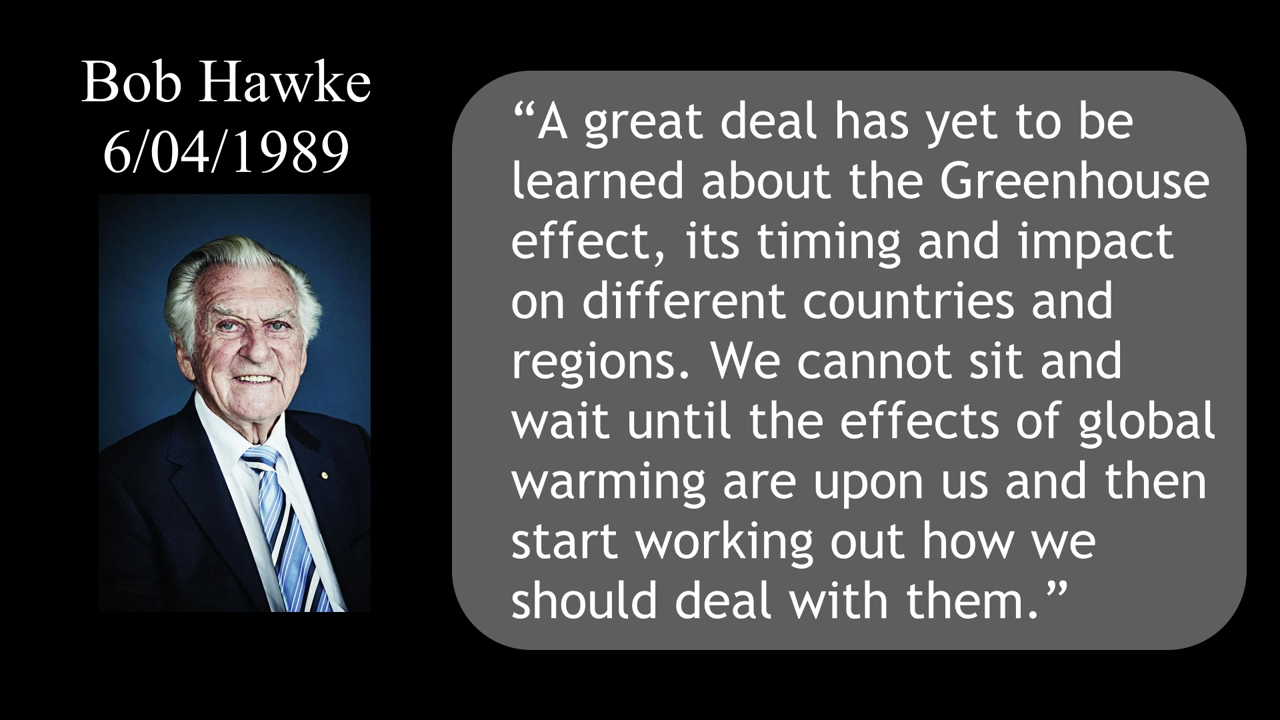 Bob Hawke
6/04/1989
“A great deal has yet to be
learned about the Greenhouse
effect, its timing and impact
on different countries and
regions. We cannot sit and
wait until the effects of global
warming are upon us and then
start working out how we
should deal with them.”